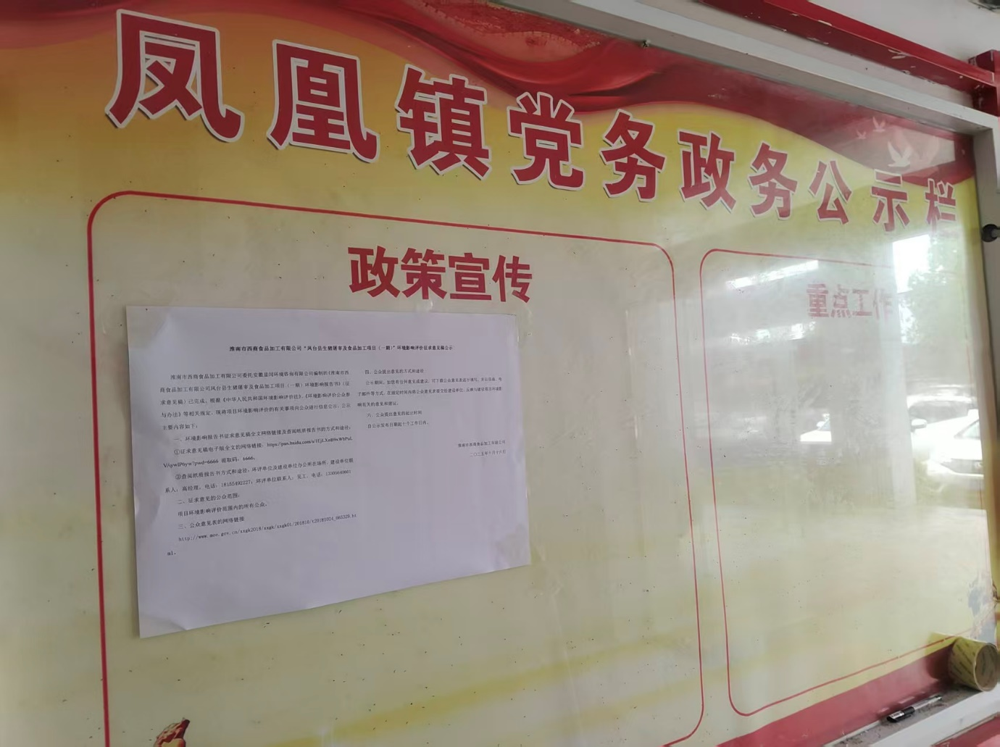 凤凰镇党务政务公示栏
政策宣传
重点工作
淮南市西商食品加工有限公司“凤台县生猪屠宰及食品加工项目（一期）”环境影响评价征求意见稿公示
淮南市西商食品加工有限公司委托安徽显闰环境咨询有限公司编制的《淮南市西
商食品加工有限公司凤台县生猪屠宰及食品加工项目（一期）环境影响报告书》（征
求意见稿）已完成，根据《中华人民共和国环境影响评价法》、《环境影响评价公众参
与办法》等相关规定，现将项目环境影响评价的有关事项向公众进行信息公示，公示
主要内容如下：
一、环境影响报告书征求意见稿全文网络链接及查阅纸质报告书的方式和途径：
①征求意见稿电子版全文的网络链接：
提取码：6666。
②查阅纸质报告书方式和途径：环评单位及建设单位办公所在场所，建设单位联
系人：高经理，电话：18155492227；环评单位联系人：吴工，电话：
二、征求意见的公众范围：
项目环境影响评价范围内的所有公众。
三、公众意见表的网络链接
http://www.mee.gov.cn/xxgk2018/xxgk/xxgk01/201810/t20181024_665329.ht
ml。
四、公众提出意见的方式和途径：
公示期间，如您有任何意见或建议，可下载公众意见表进行填写，并以信函、电
子邮件等方式，在规定时间内将公众意见表提交给建设单位，反映与建设项目环境影
响有关的意见和建议。
六、公众提出意见的起止时间
自公示发布日期起十个工作日内。
淮南市西商食品加工有限公司